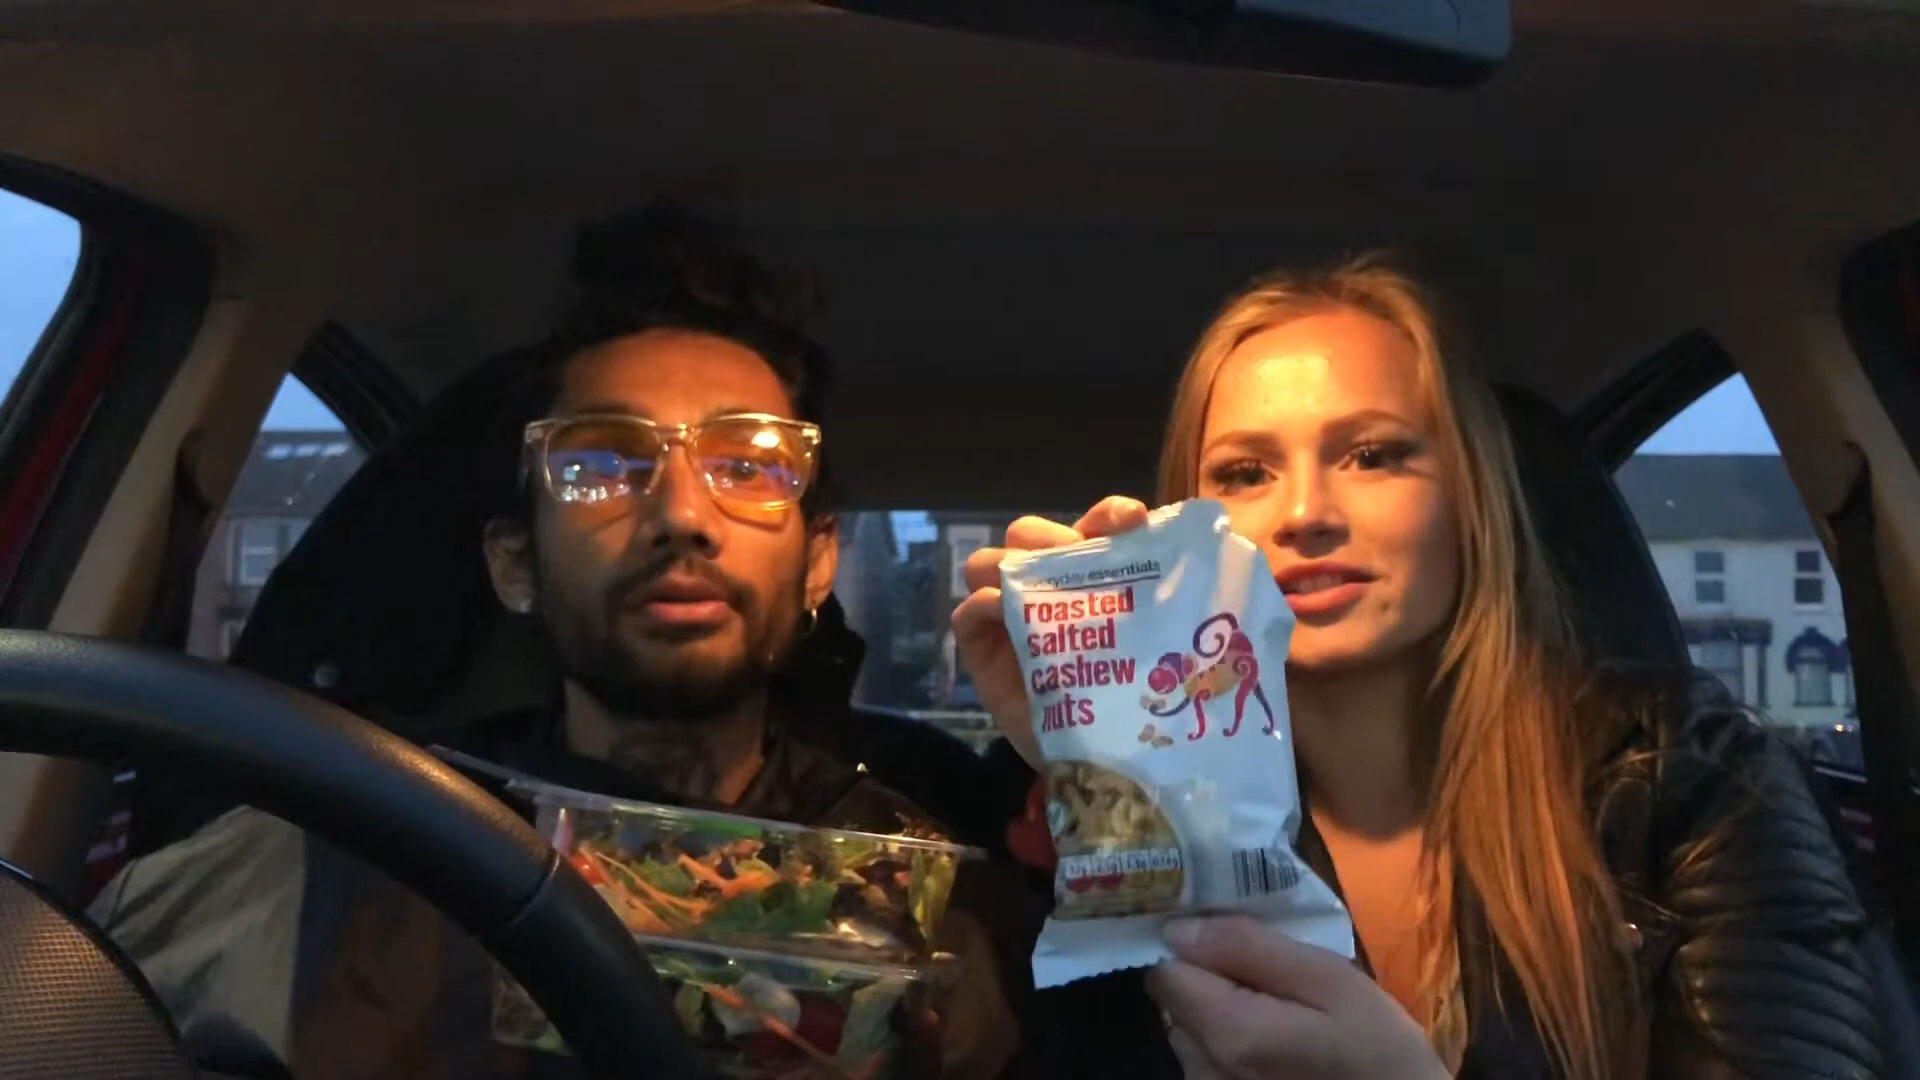 everyday essentials
roasted
salted
cashew
nuts